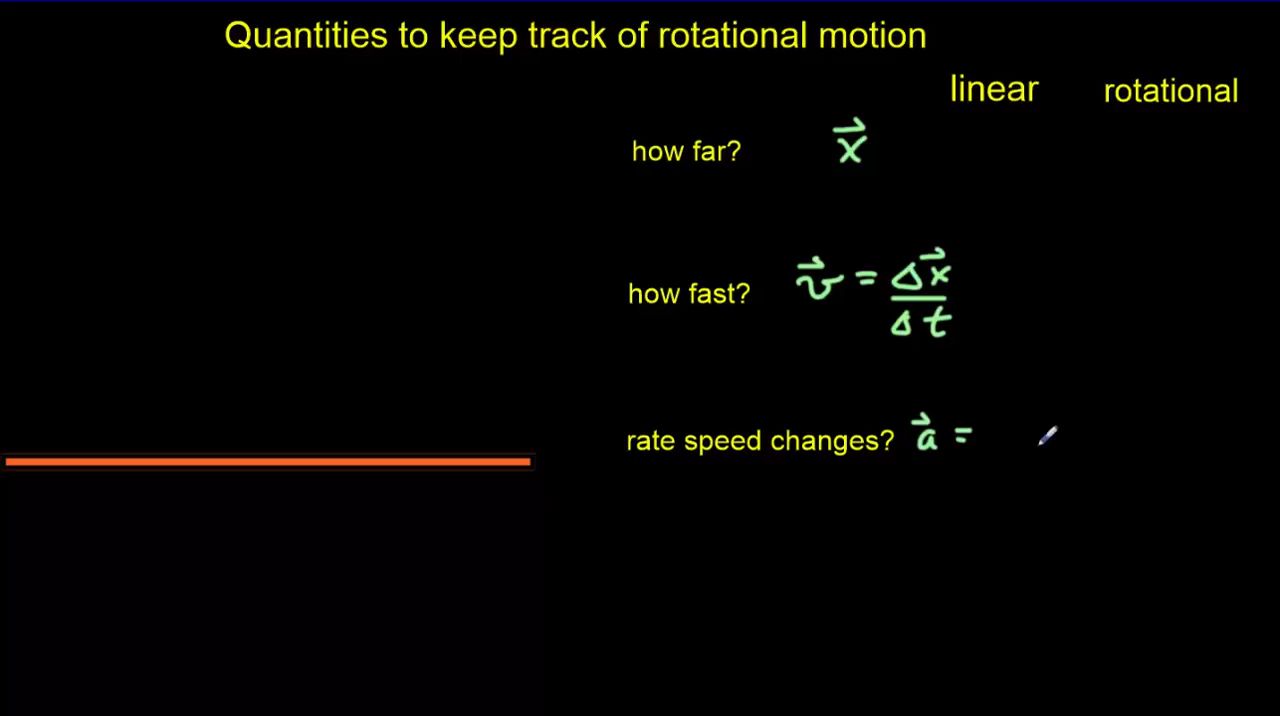 Quantities to keep track of rotational motion
linear rotational
how far? x⃗
how fast? v⃗ = Δx⃗ / Δt
rate speed changes? a⃗ =